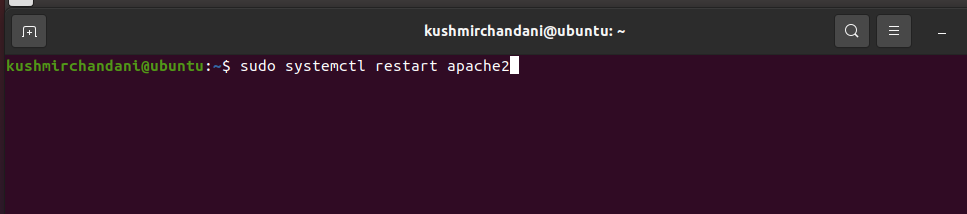 kushmirchandani@ubuntu: ~
kushmirchandani@ubuntu:~$ sudo systemctl restart apache2